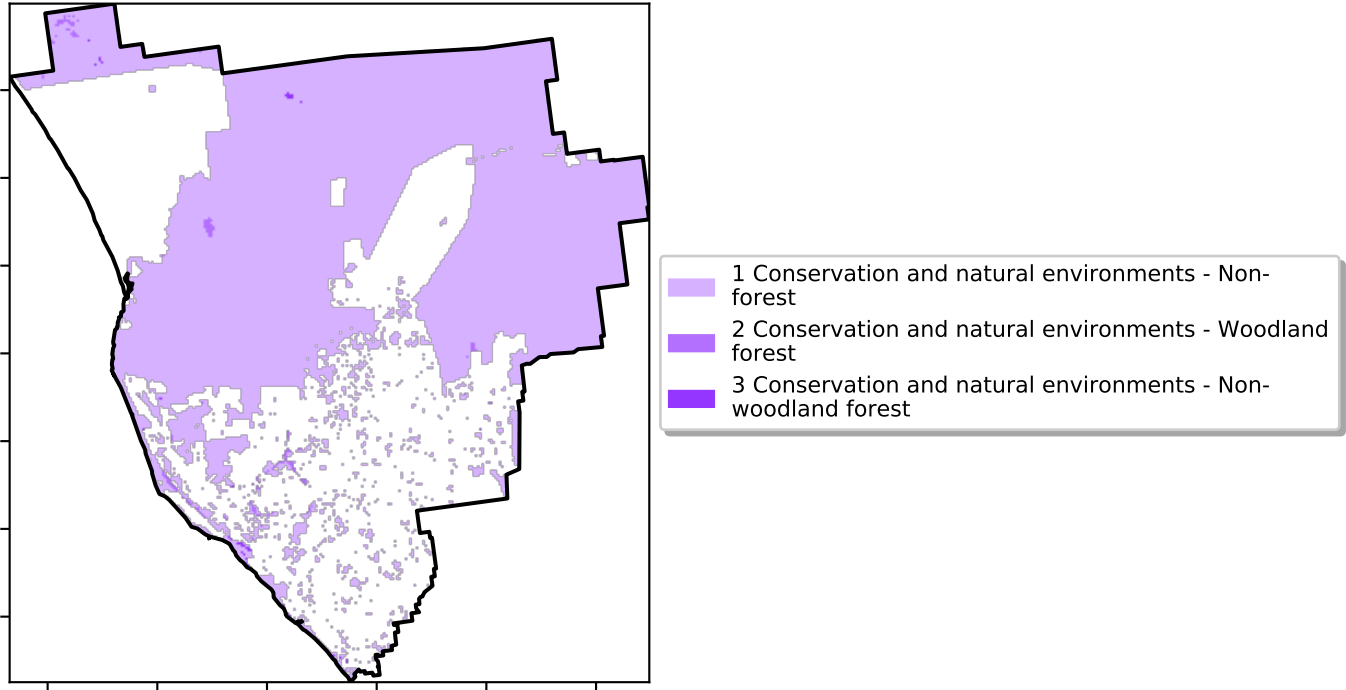 1 Conservation and natural environments - Non-
forest
2 Conservation and natural environments - Woodland
forest
3 Conservation and natural environments - Non-
woodland forest